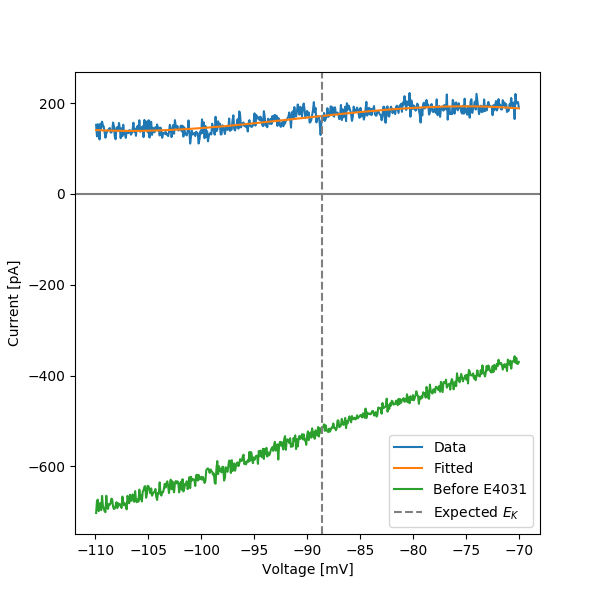 200
0
−200
−400
−600
Current [pA]
−110
−105
−100
−95
−90
−85
−80
−75
−70
Voltage [mV]
Data
Fitted
Before E4031
Expected E_K